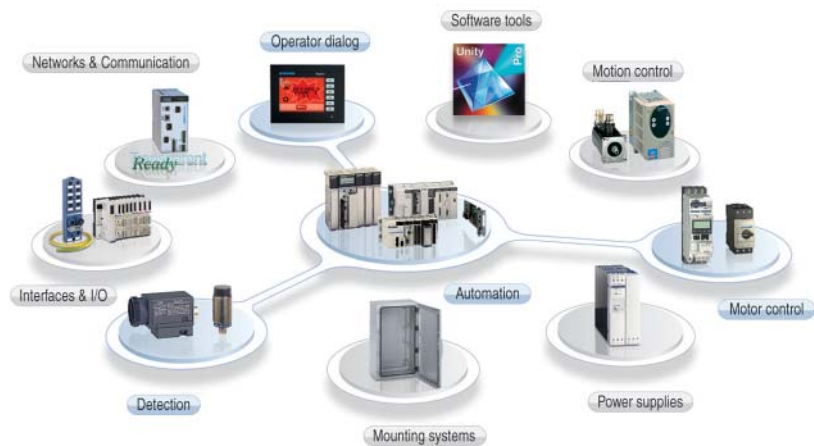 Software tools
Operator dialog
Networks & Communication
Unity
Pro
Motion control
Transparent
Ready
Interfaces & I/O
Automation
Motor control
Detection
Power supplies
Mounting systems